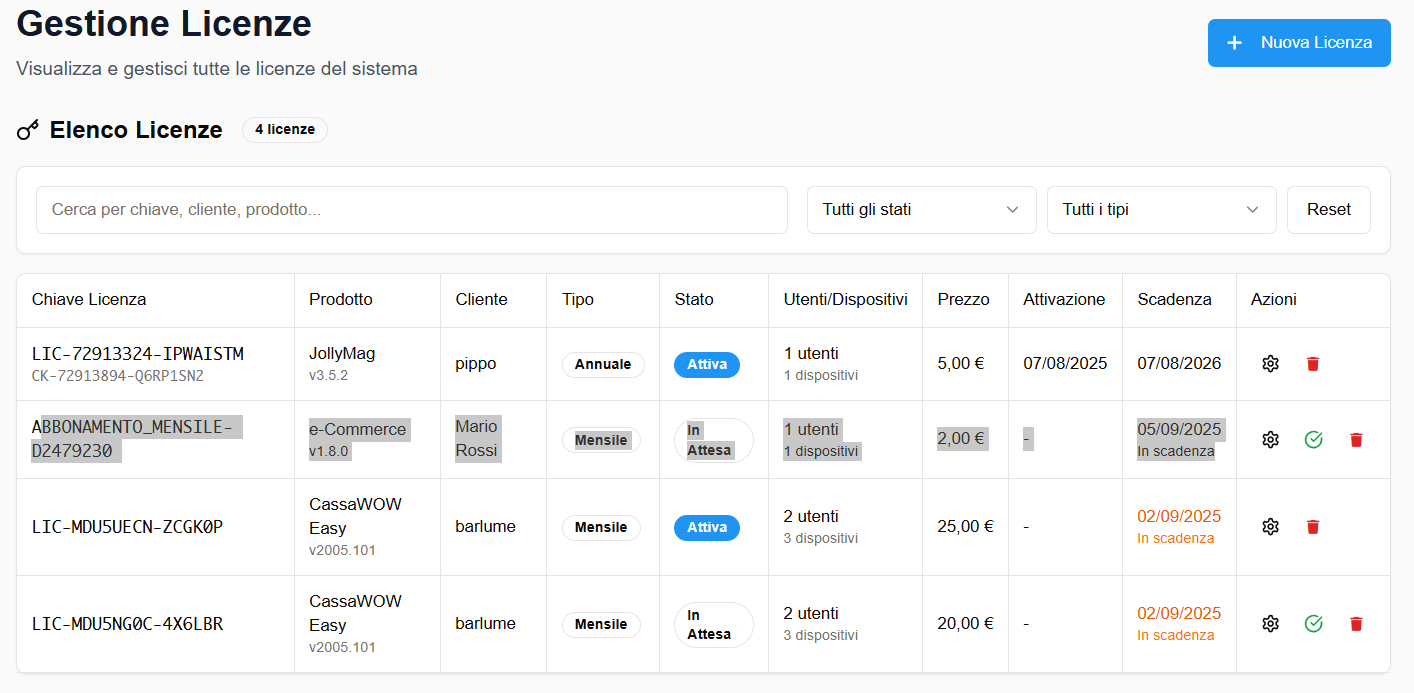 Gestione Licenze
+ Nuova Licenza
Visualizza e gestisci tutte le licenze del sistema
Elenco Licenze 4 licenze
Cerca per chiave, cliente, prodotto... Tutti gli stati Tutti i tipi Reset
Chiave Licenza Prodotto Cliente Tipo Stato Utenti/Dispositivi Prezzo Attivazione Scadenza Azioni
LIC-72913324-IPWAISTM JollyMag pippo Annuale Attiva 1 utenti 5,00 € 07/08/2025 07/08/2026
CK-72913894-Q6RP1SN2 v3.5.2 1 dispositivi
ABBONAMENTO_MENSILE- e-Commerce Mario Mensile In 1 utenti 2,00 € - 05/09/2025
D2479230 v1.8.0 Rossi Attesa 1 dispositivi In scadenza
CassaWOW
LIC-MDU5UECN-ZCGK0P Easy barlume Mensile Attiva 2 utenti 25,00 € - 02/09/2025
v2005.101 3 dispositivi In scadenza
CassaWOW In
LIC-MDU5NG0C-4X6LBR Easy barlume Mensile Attesa 2 utenti 20,00 € - 02/09/2025
v2005.101 3 dispositivi In scadenza